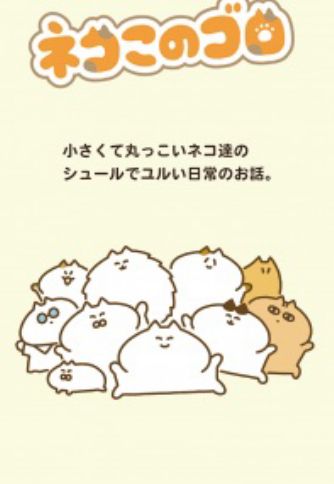 ネコこのゴロ
小さくて丸っこいネコ達の
シュールでユルい日常のお話。